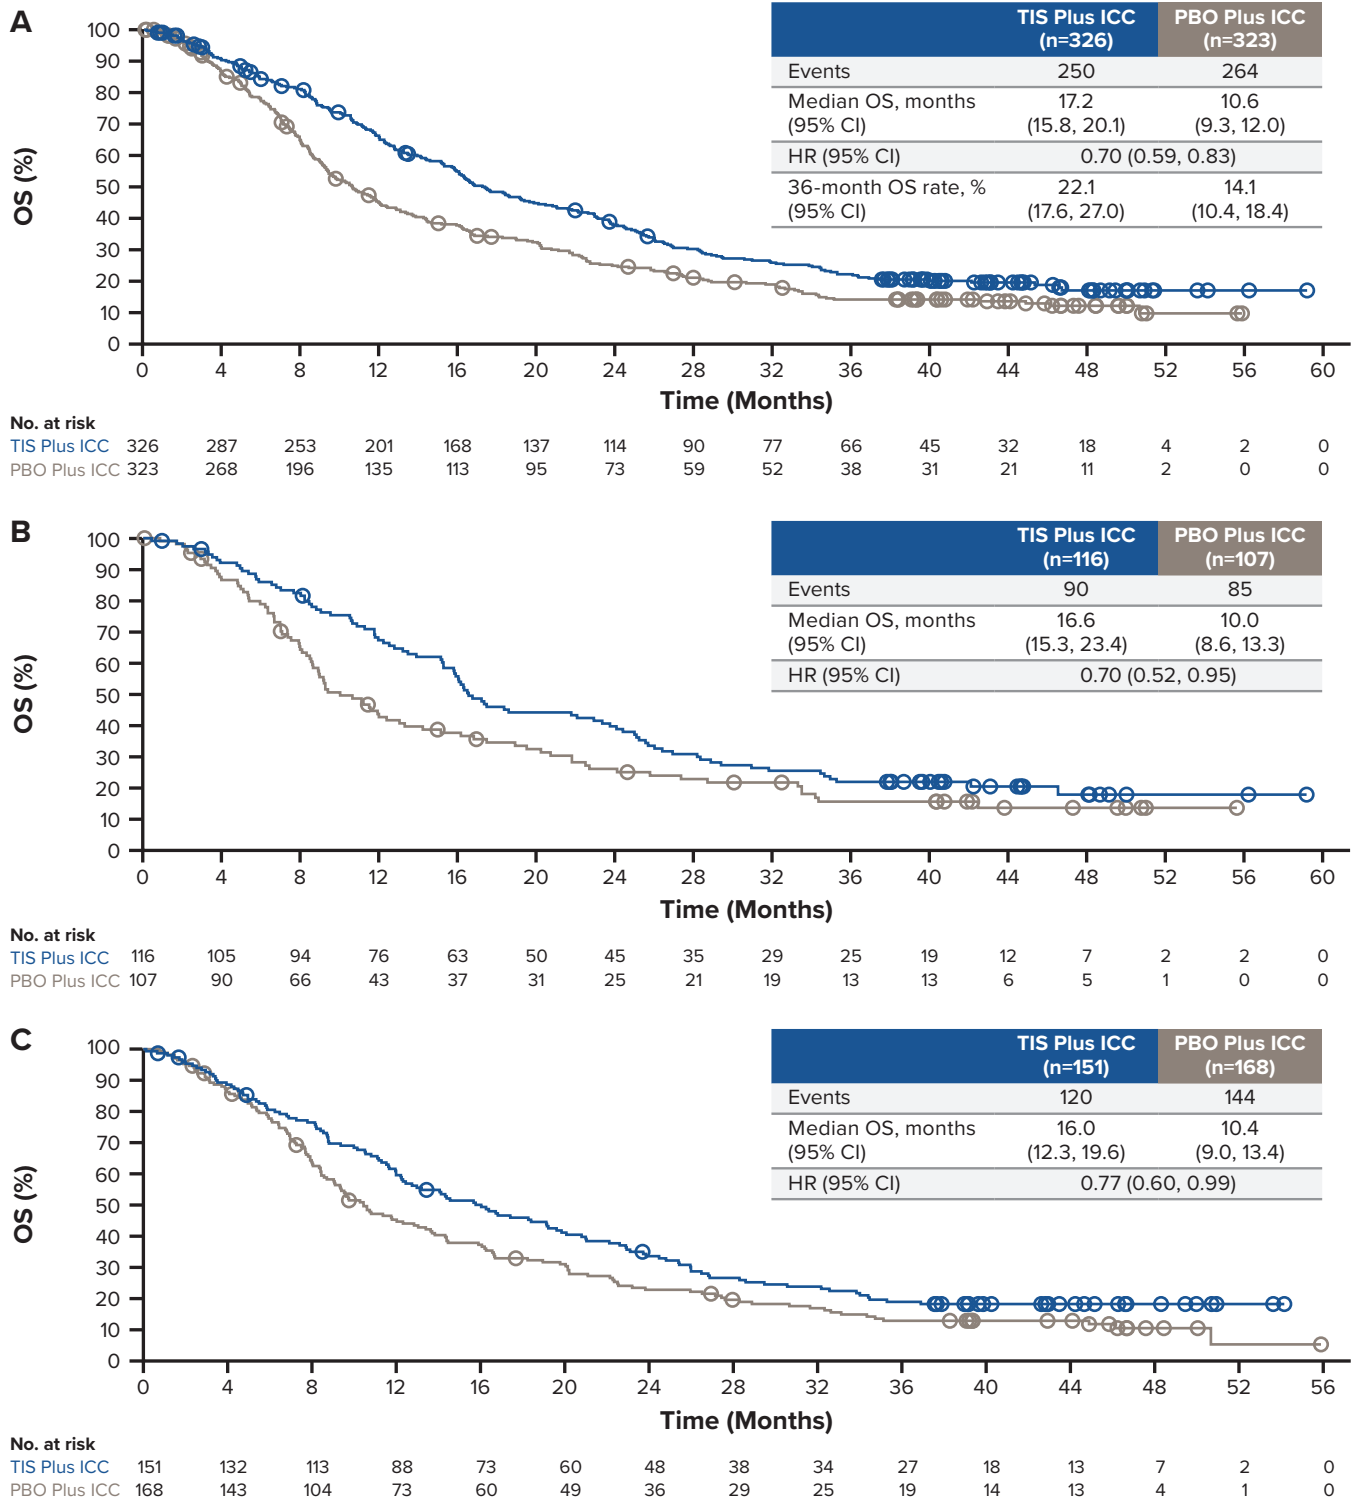 A
TIS Plus ICC PBO Plus ICC
(n=326) (n=323)
Events 250 264
Median OS, months 17.2 10.6
(95% CI) (15.8, 20.1) (9.3, 12.0)
HR (95% CI) 0.70 (0.59, 0.83)
36-month OS rate, % 22.1 14.1
(95% CI) (17.6, 27.0) (10.4, 18.4)
OS (%)
100
90
80
70
60
50
40
30
20
10
0
0 4 8 12 16 20 24 28 32 36 40 44 48 52 56 60
Time (Months)
No. at risk
TIS Plus ICC 326 287 253 201 168 137 114 90 77 66 45 32 18 4 2 0
PBO Plus ICC 323 268 196 135 113 95 73 59 52 38 31 21 11 2 0 0
B
TIS Plus ICC PBO Plus ICC
(n=116) (n=107)
Events 90 85
Median OS, months 16.6 10.0
(95% CI) (15.3, 23.4) (8.6, 13.3)
HR (95% CI) 0.70 (0.52, 0.95)
OS (%)
100
90
80
70
60
50
40
30
20
10
0
0 4 8 12 16 20 24 28 32 36 40 44 48 52 56 60
Time (Months)
No. at risk
TIS Plus ICC 116 105 94 76 63 50 45 35 29 25 19 12 7 2 2 0
PBO Plus ICC 107 90 66 43 37 31 25 21 19 13 13 6 5 1 0 0
C
TIS Plus ICC PBO Plus ICC
(n=151) (n=168)
Events 120 144
Median OS, months 16.0 10.4
(95% CI) (12.3, 19.6) (9.0, 13.4)
HR (95% CI) 0.77 (0.60, 0.99)
OS (%)
100
90
80
70
60
50
40
30
20
10
0
0 4 8 12 16 20 24 28 32 36 40 44 48 52 56
Time (Months)
No. at risk
TIS Plus ICC 151 132 113 88 73 60 48 38 34 27 18 13 7 2 0
PBO Plus ICC 168 143 104 73 60 49 36 29 25 19 14 13 4 1 0